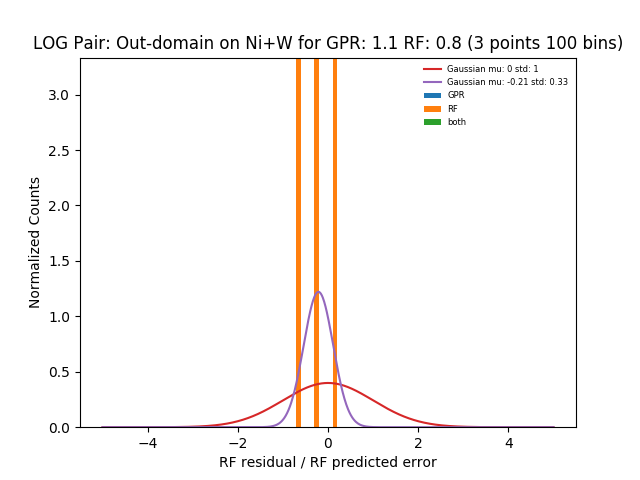 LOG Pair: Out-domain on Ni+W for GPR: 1.1 RF: 0.8 (3 points 100 bins)
Gaussian mu: 0 std: 1
Gaussian mu: -0.21 std: 0.33
GPR
RF
both
Normalized Counts
3.0
2.5
2.0
1.5
1.0
0.5
0.0
−4
−2
0
2
4
RF residual / RF predicted error